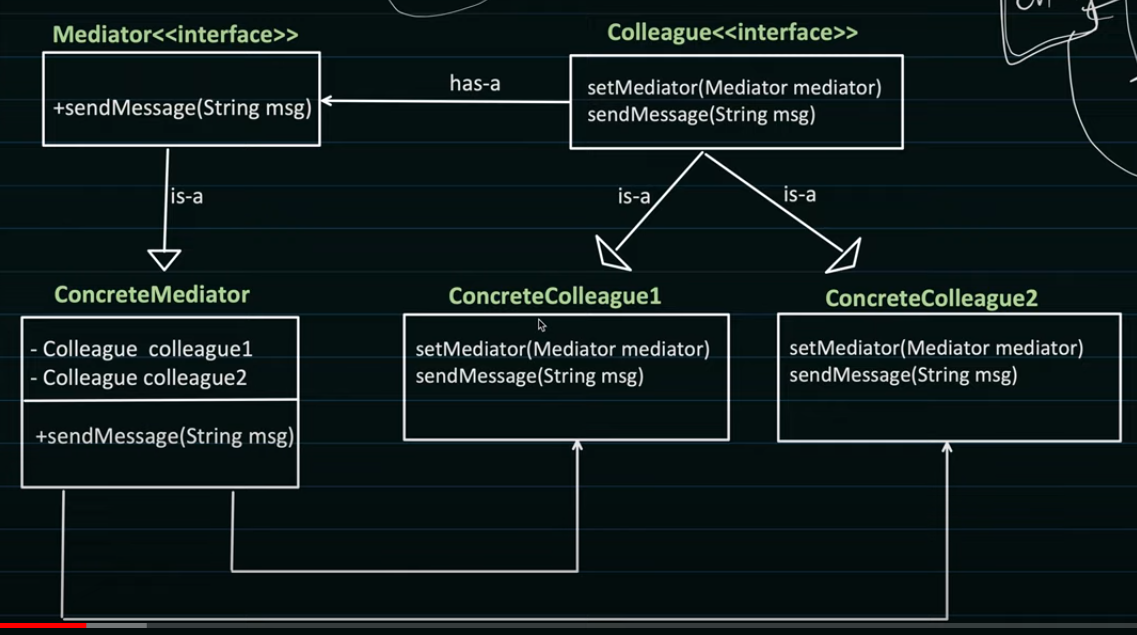 Mediator<<interface>>
+sendMessage(String msg)
has-a
Colleague<<interface>>
setMediator(Mediator mediator)
sendMessage(String msg)
is-a
is-a
is-a
ConcreteMediator
- Colleague  colleague1
- Colleague colleague2
+sendMessage(String msg)
ConcreteColleague1
setMediator(Mediator mediator)
sendMessage(String msg)
ConcreteColleague2
setMediator(Mediator mediator)
sendMessage(String msg)